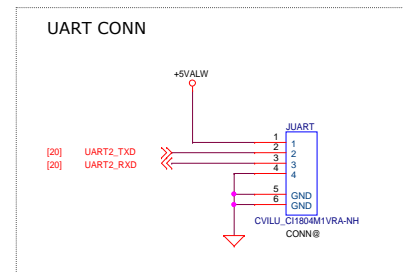 UART CONN
+5VALW
JUART
1 1
[20] UART2_TXD 2 2
[20] UART2_RXD 3 3
4 4
5 GND
6 GND
CVILU_CI1804M1VRA-NH
CONN@